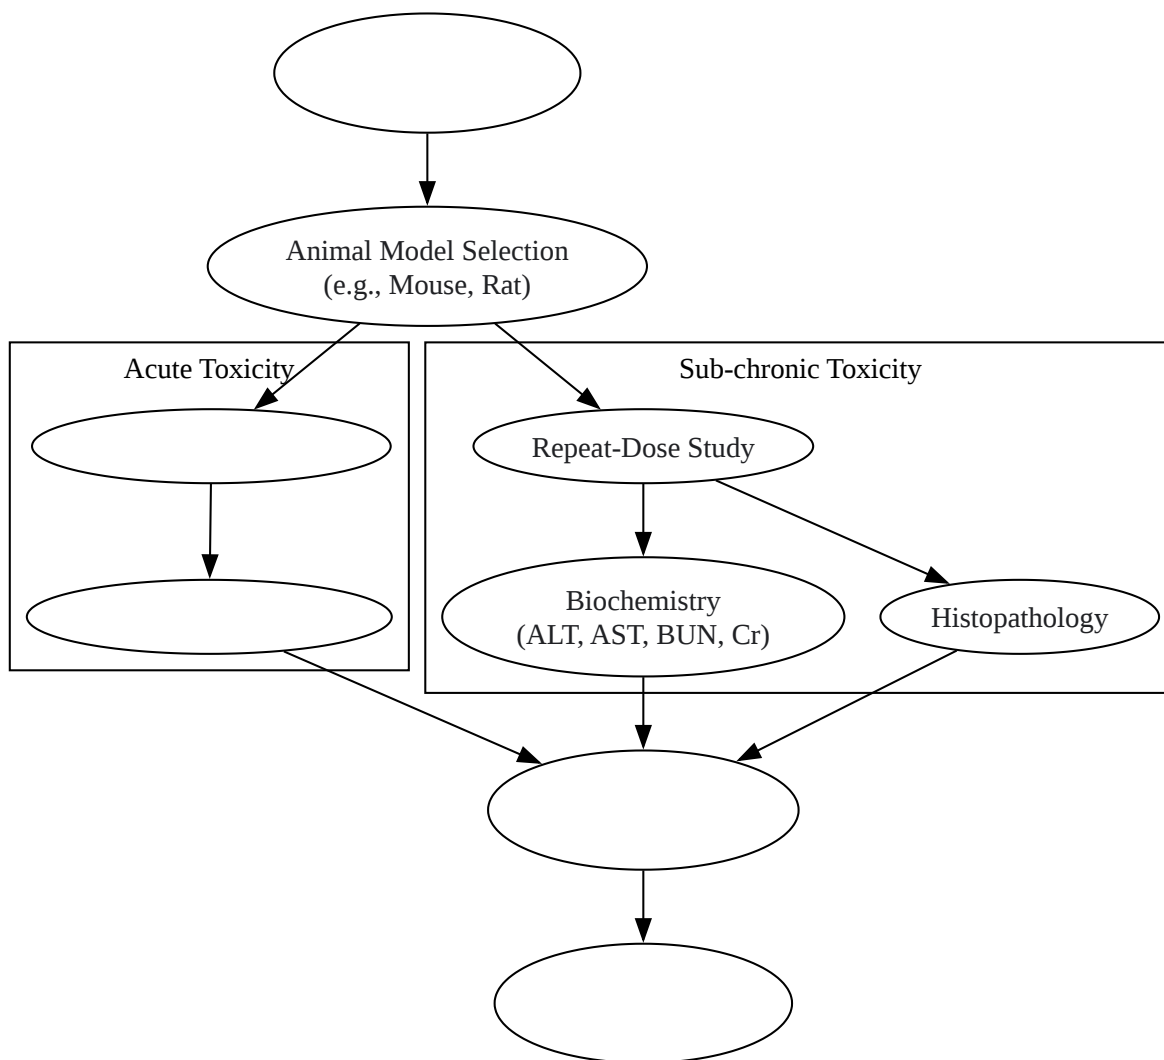 Animal Model Selection
(e.g., Mouse, Rat)
Acute Toxicity
Sub-chronic Toxicity
Repeat-Dose Study
Biochemistry
(ALT, AST, BUN, Cr)
Histopathology